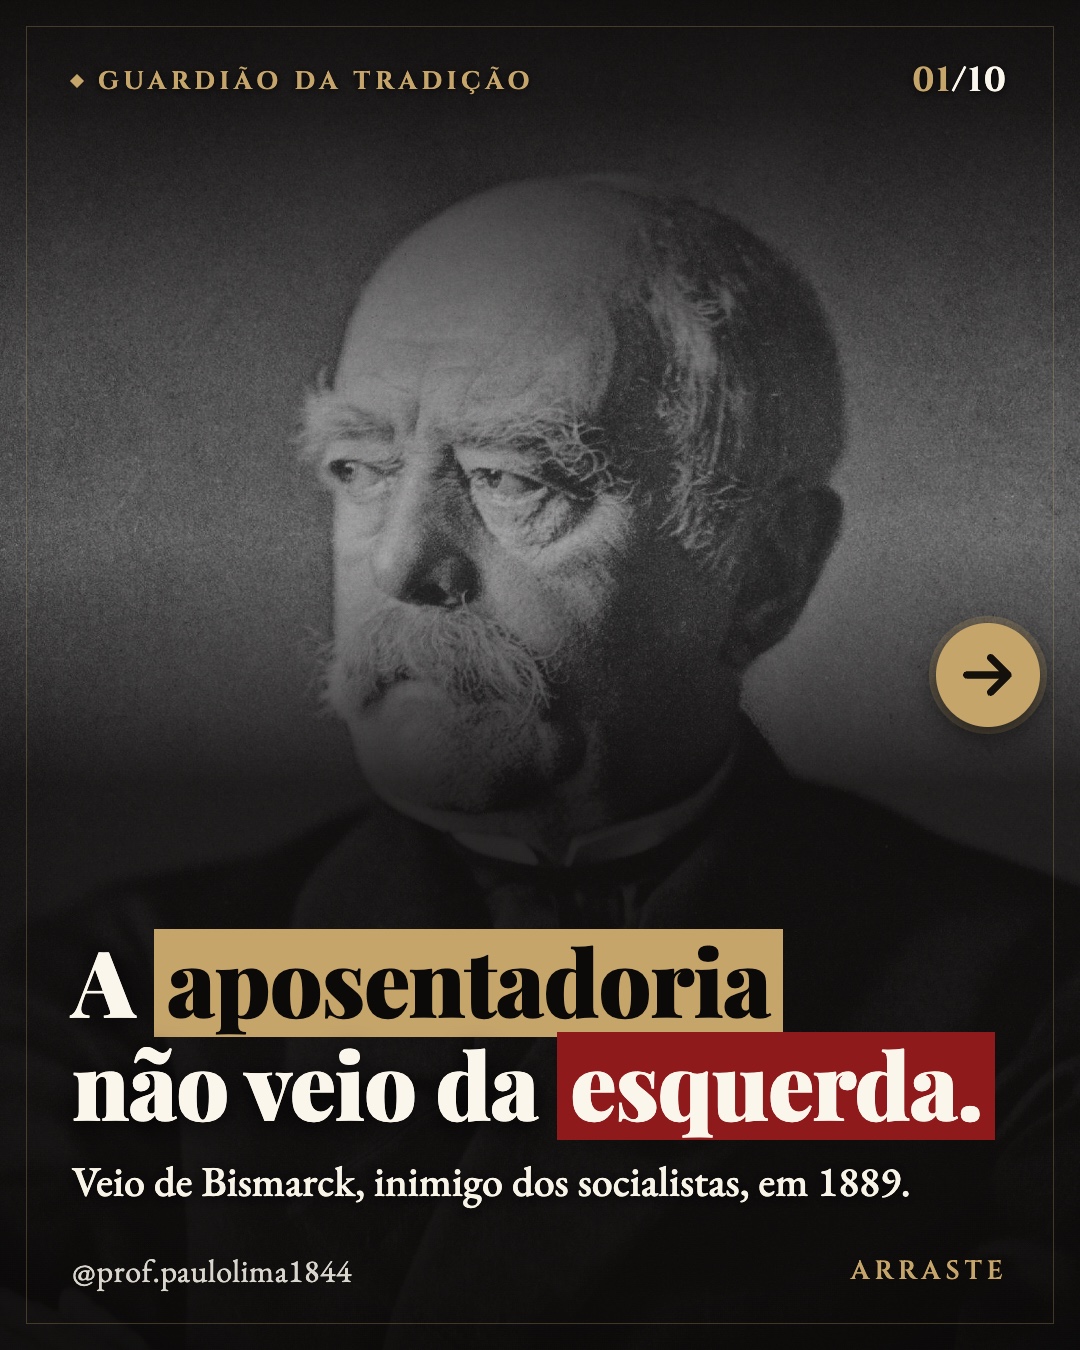 ◆ GUARDIÃO DA TRADIÇÃO
01/10
A aposentadoria
não veio da esquerda.
Veio de Bismarck, inimigo dos socialistas, em 1889.
@prof.paulolima1844
ARRASTE